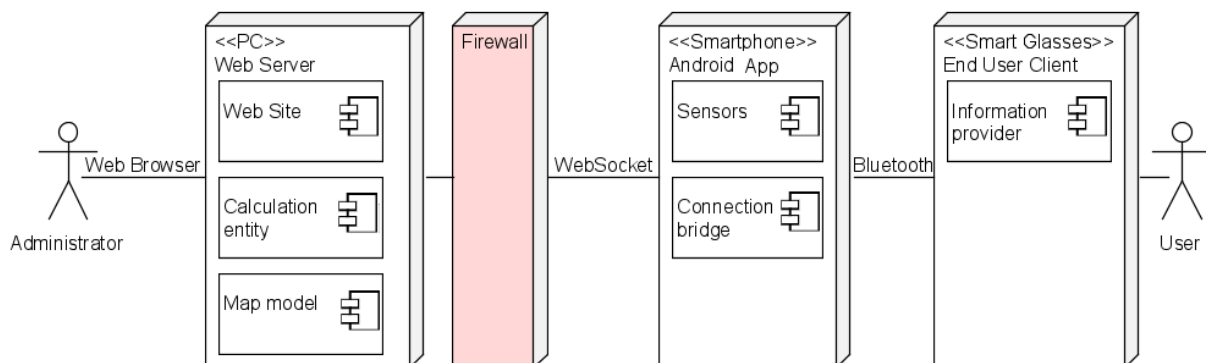 <<PC>>
Web Server
Web Site
Calculation
entity
Map model
Web Browser
Administrator
Firewall
WebSocket
<<Smartphone>>
Android App
Sensors
Connection
bridge
Bluetooth
<<Smart Glasses>>
End User Client
Information
provider
User